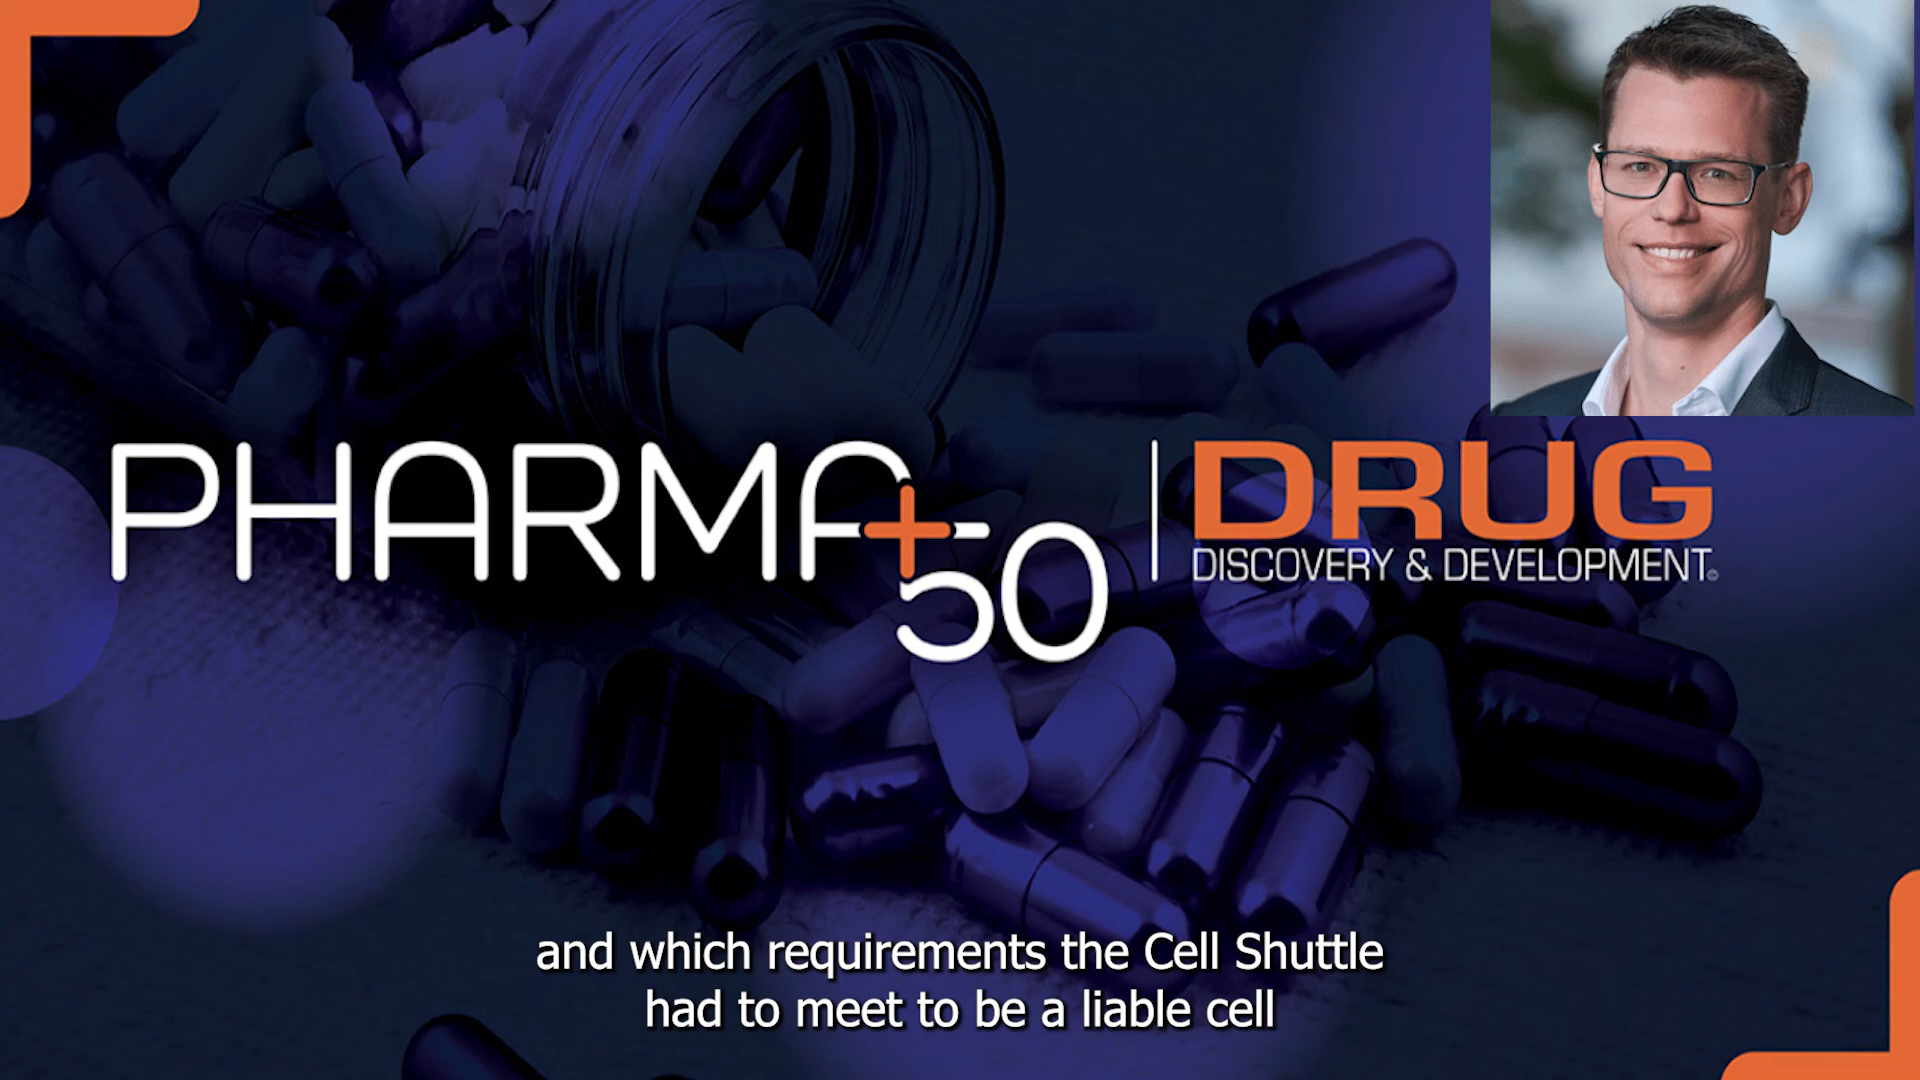 PHARMA 50
DRUG
DISCOVERY & DEVELOPMENT
and which requirements the Cell Shuttle
had to meet to be a liable cell